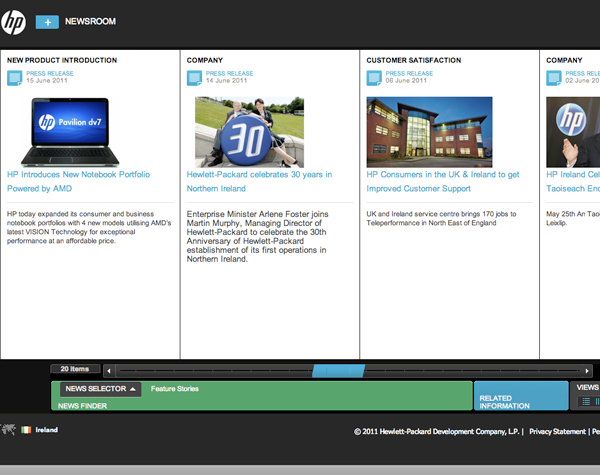 hp
NEWSROOM
NEW PRODUCT INTRODUCTION
PRESS RELEASE
15 June 2011
hp Pavilion dv7
HP Introduces New Notebook Portfolio
Powered by AMD
HP today expanded its consumer and business
notebook portfolios with 4 new models utilising AMD's
latest VISION Technology for exceptional
performance at an affordable price.
COMPANY
PRESS RELEASE
14 June 2011
30
Hewlett-Packard celebrates 30 years in
Northern Ireland
Enterprise Minister Arlene Foster joins
Martin Murphy, Managing Director of
Hewlett-Packard to celebrate the 30th
Anniversary of Hewlett-Packard
establishment of its first operations in
Northern Ireland.
CUSTOMER SATISFACTION
PRESS RELEASE
06 June 2011
HP Consumers in the UK & Ireland to get
Improved Customer Support
UK and Ireland service centre brings 170 jobs to
Teleperformance in North East of England
COMPANY
PRESS RELE
02 June 20
hp
HP Ireland Cel
Taoiseach End
May 25th An Tao
Leixlip.
20 Items
NEWS SELECTOR
Feature Stories
NEWS FINDER
RELATED
INFORMATION
VIEWS
Ireland
© 2011 Hewlett-Packard Development Company, L.P. | Privacy Statement | Pe